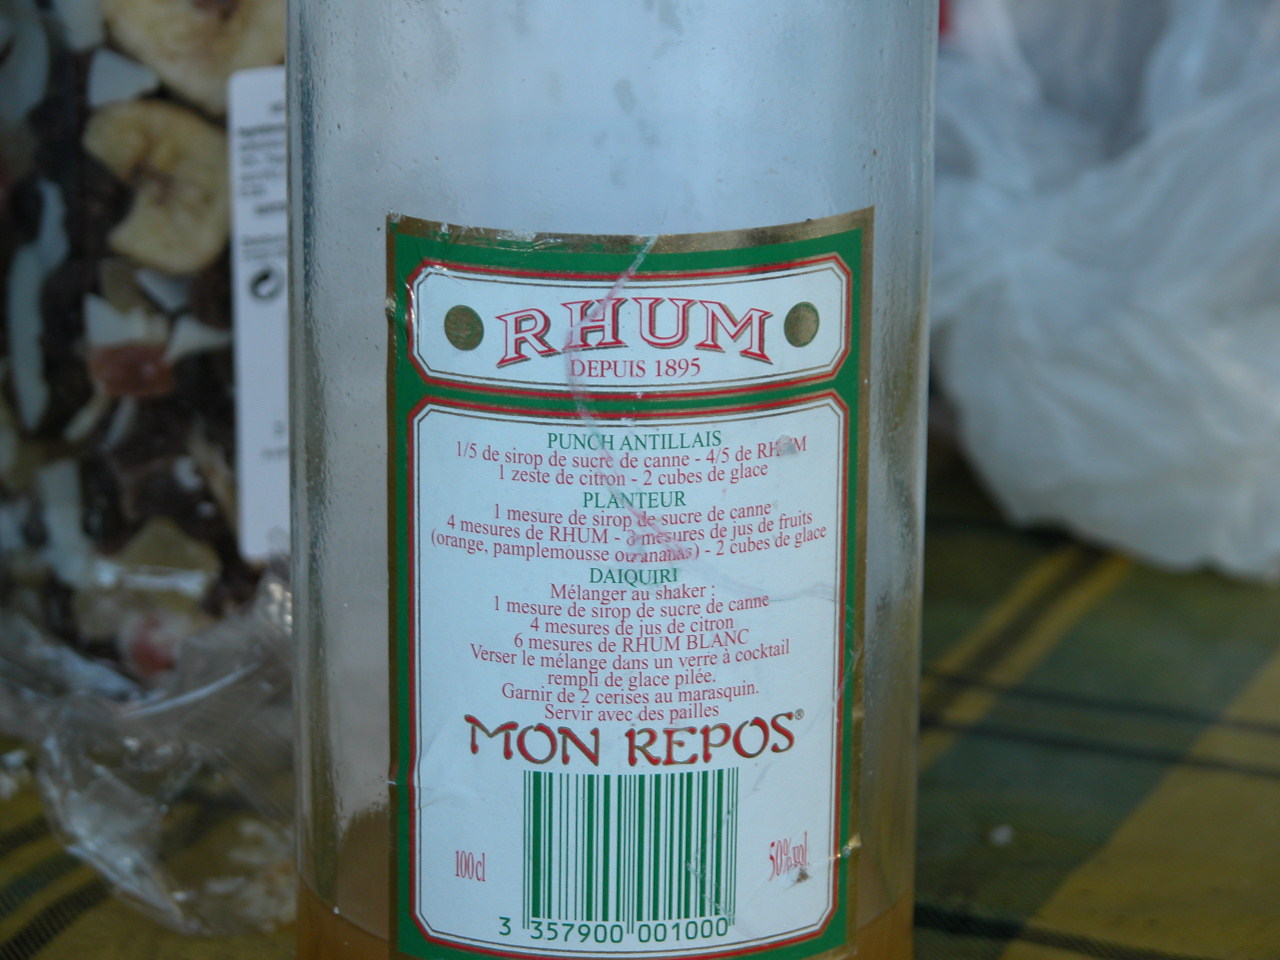 RHUM
DEPUIS 1895
PUNCH ANTILLAIS
1/5 de sirop de sucre de canne - 4/5 de RHUM
1 zeste de citron - 2 cubes de glace
PLANTEUR
1 mesure de sirop de sucre de canne
4 mesures de RHUM - 3 mesures de jus de fruits
(orange, pamplemousse ou ananas) - 2 cubes de glace
DAIQUIRI
Mélanger au shaker :
1 mesure de sirop de sucre de canne
4 mesures de jus de citron
6 mesures de RHUM BLANC
Verser le mélange dans un verre à cocktail
rempli de glace pilée.
Garnir de 2 cerises au marasquin.
Servir avec des pailles
MON REPOS®
100cl
50% vol.
3 357900 001000